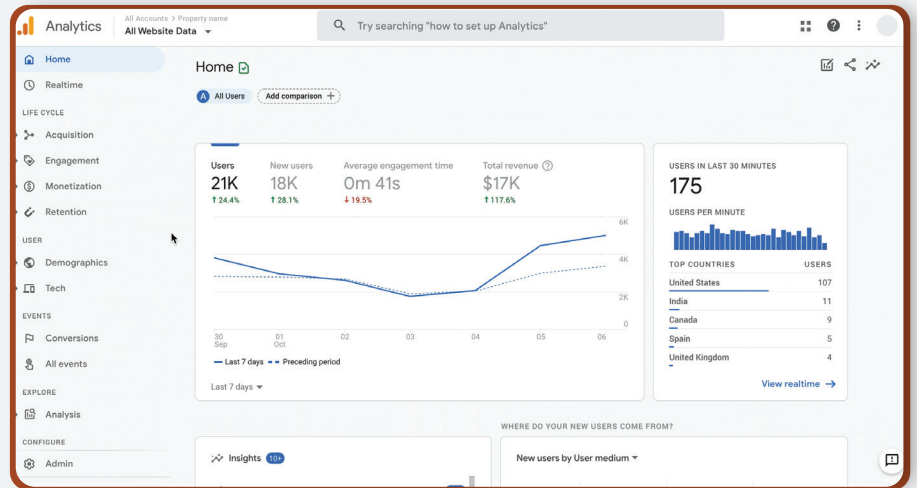 Analytics
All Accounts > Property name
All Website Data
Try searching "how to set up Analytics"
Home
Realtime
LIFE CYCLE
Acquisition
Engagement
Monetization
Retention
USER
Demographics
Tech
EVENTS
Conversions
All events
EXPLORE
Analysis
CONFIGURE
Admin
Home
A All Users
Add comparison +
Users
21K
↑ 24.4%
New users
18K
↑ 28.1%
Average engagement time
0m 41s
↓ 19.5%
Total revenue
$17K
↑ 117.6%
6K
4K
2K
0
30 Sep
01 Oct
02
03
04
05
06
Last 7 days
Preceding period
Last 7 days
USERS IN LAST 30 MINUTES
175
USERS PER MINUTE
TOP COUNTRIES USERS
United States 107
India 11
Canada 9
Spain 5
United Kingdom 4
View realtime →
WHERE DO YOUR NEW USERS COME FROM?
Insights 10+
New users by User medium